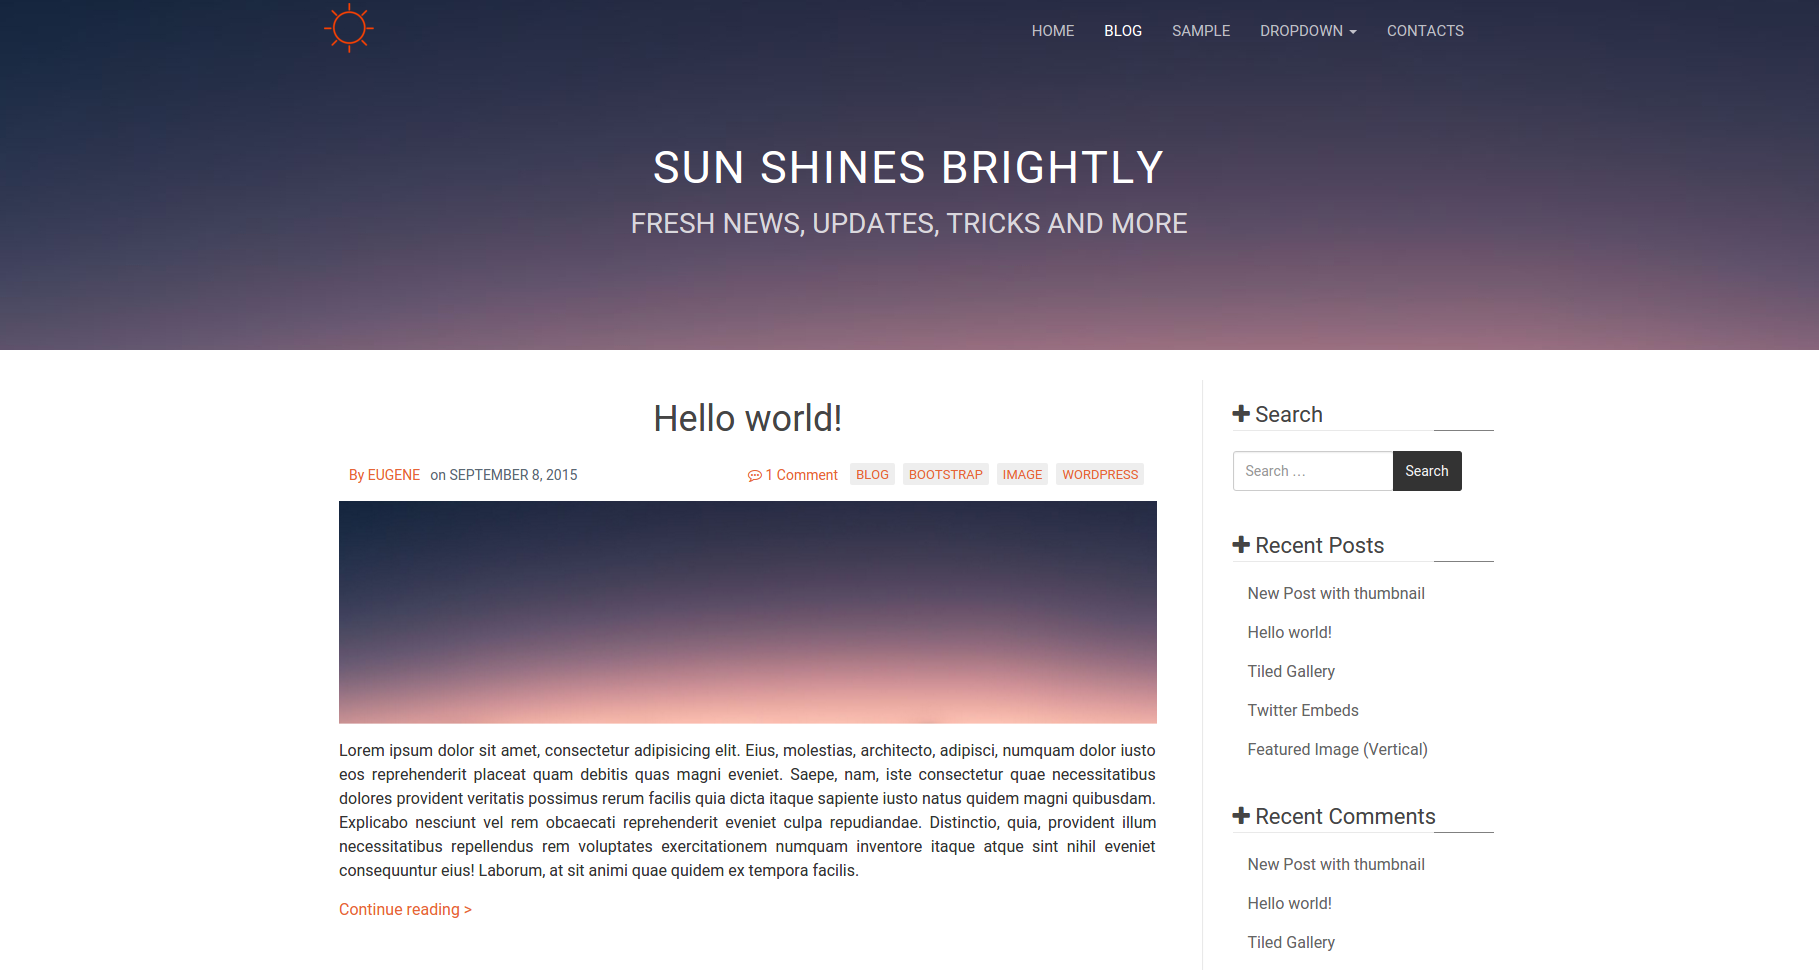 HOME BLOG SAMPLE DROPDOWN CONTACTS
SUN SHINES BRIGHTLY
FRESH NEWS, UPDATES, TRICKS AND MORE
Hello world!
By EUGENE on SEPTEMBER 8, 2015 1 Comment BLOG BOOTSTRAP IMAGE WORDPRESS
Lorem ipsum dolor sit amet, consectetur adipisicing elit. Eius, molestias, architecto, adipisci, numquam dolor iusto
eos reprehenderit placeat quam debitis quas magni eveniet. Saepe, nam, iste consectetur quae necessitatibus
dolores provident veritatis possimus rerum facilis quia dicta itaque sapiente iusto natus quidem magni quibusdam.
Explicabo nesciunt vel rem obcaecati reprehenderit eveniet culpa repudiandae. Distinctio, quia, provident illum
necessitatibus repellendus rem voluptates exercitationem numquam inventore itaque atque sint nihil eveniet
consequuntur eius! Laborum, at sit animi quae quidem ex tempora facilis.
Continue reading >
Search
Search … Search
Recent Posts
New Post with thumbnail
Hello world!
Tiled Gallery
Twitter Embeds
Featured Image (Vertical)
Recent Comments
New Post with thumbnail
Hello world!
Tiled Gallery